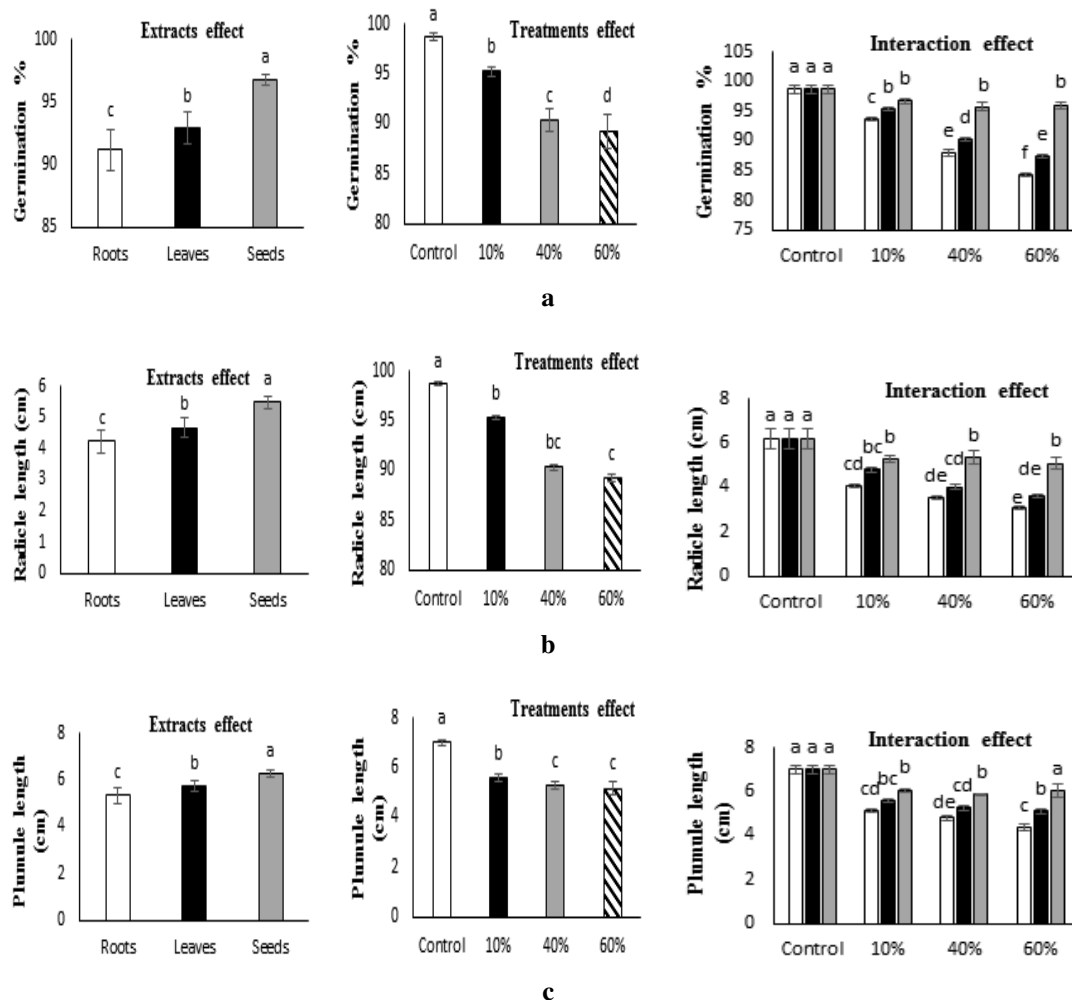 Extracts effect
Germination %
100
95
90
85
c
b
a
Roots Leaves Seeds
Treatments effect
Germination %
100
95
90
85
80
a
b
c
d
Control 10% 40% 60%
Interaction effect
Germination %
105
100
95
90
85
80
75
a a a
c b b
e d b
f e b
Control 10% 40% 60%
a
Extracts effect
Radicle length (cm)
6
5
4
3
2
1
0
c
b
a
Roots Leaves Seeds
Treatments effect
Radicle length (cm)
100
95
90
85
80
a
b
bc
c
Control 10% 40% 60%
Interaction effect
Radicle length (cm)
8
6
4
2
0
a a a
cd bc b
de cd b
e de b
Control 10% 40% 60%
b
Extracts effect
Plumule length
(cm)
8
6
4
2
0
c
b
a
Roots Leaves Seeds
Treatments effect
Plumule length
(cm)
8
6
4
2
0
a
b
c
c
Control 10% 40% 60%
Interaction effect
Plumule length
(cm)
8
6
4
2
0
a a a
cd bc b
de cd b
c b a
Control 10% 40% 60%
c